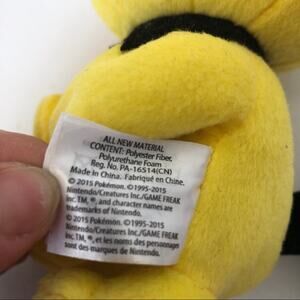 ALL NEW MATERIAL
CONTENT: Polyester Fiber,
Polyurethane Foam
Reg. No. PA-16514(CN)
Made in China. Fabriqué en Chine.
© 2015 Pokémon. ©1995-2015
Nintendo/Creatures Inc./GAME FREAK
Inc.TM, ®, and character names are
trademarks of Nintendo.
© 2015 Pokémon. ©1995-2015
Nintendo/Creatures Inc./GAME FREAK
Inc.TM, ®, et les noms des personnages
sont des marques de Nintendo.